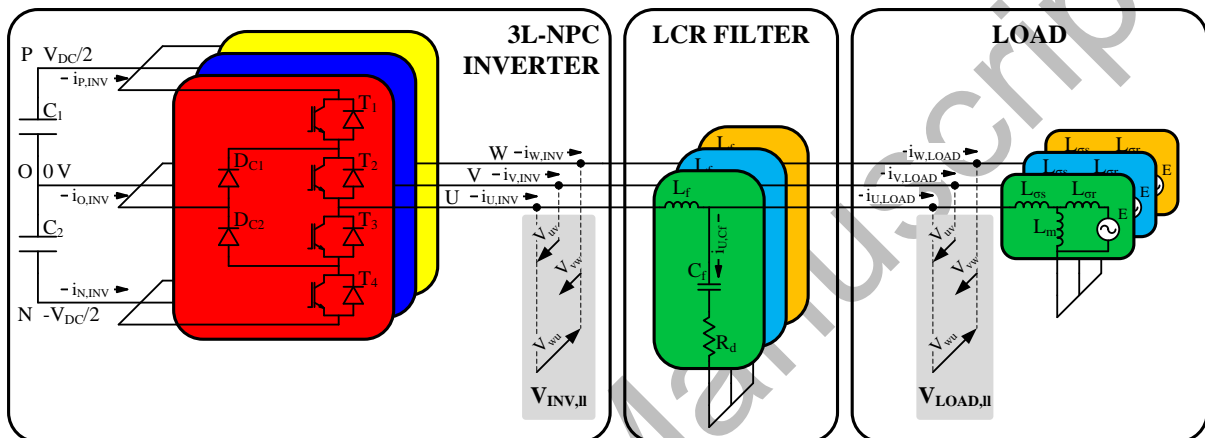 3L-NPC
INVERTER
LCR FILTER
LOAD
P V_DC/2
- i_P,INV
C_1
O 0 V
- i_O,INV
C_2
- i_N,INV
N -V_DC/2
T_1
T_2
T_3
T_4
D_C1
D_C2
W - i_W,INV
V - i_V,INV
U - i_U,INV
V_uv
V_vw
V_wu
V_INV,ll
L_f
L_f
L_f
i_U,Cf
C_f
R_d
- i_W,LOAD
- i_V,LOAD
- i_U,LOAD
V_uv
V_vw
V_wu
V_LOAD,ll
L_σs L_σr
E
L_σs L_σr
E
L_σs L_σr
E
L_m
Manuscrip